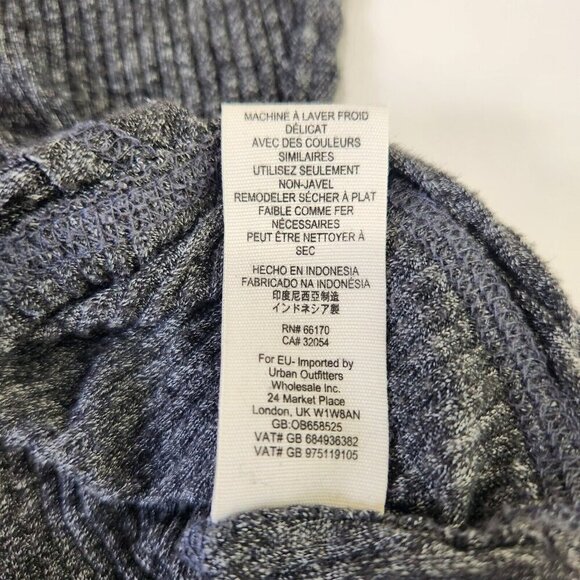 MACHINE À LAVER FROID
DÉLICAT
AVEC DES COULEURS
SIMILAIRES
UTILISEZ SEULEMENT
NON-JAVEL
REMODELER SÉCHER À PLAT
FAIBLE COMME FER
NÉCESSAIRES
PEUT ÊTRE NETTOYER À
SEC
HECHO EN INDONESIA
FABRICADO NA INDONÉSIA
印度尼西亞制造
インドネシア製
RN# 66170
CA# 32054
For EU- Imported by
Urban Outfitters
Wholesale Inc.
24 Market Place
London, UK W1W8AN
GB:OB658525
VAT# GB 684936382
VAT# GB 975119105